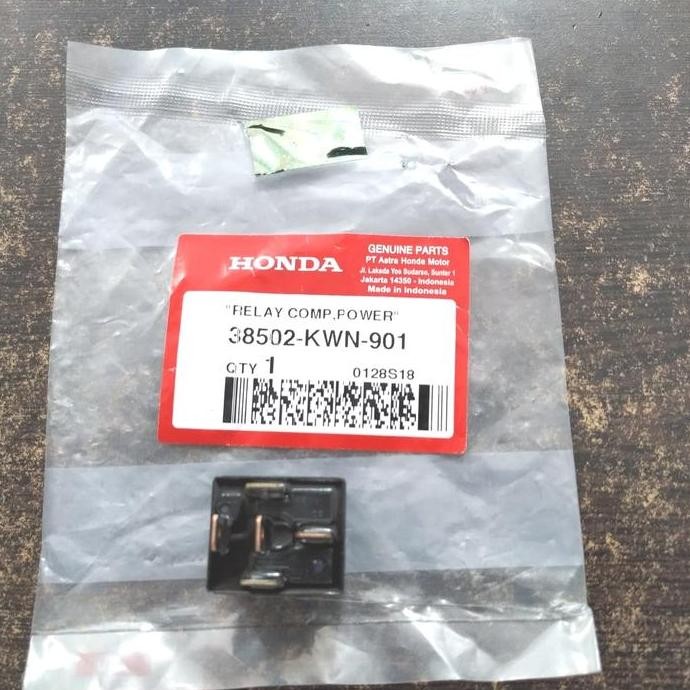 HONDA
GENUINE PARTS
PT Astra Honda Motor
Jl. Laksda Yos Sudarso, Sunter 1
Jakarta 14350 - Indonesia
Made in Indonesia
"RELAY COMP,POWER"
38502-KWN-901
QTY 1
0128S18